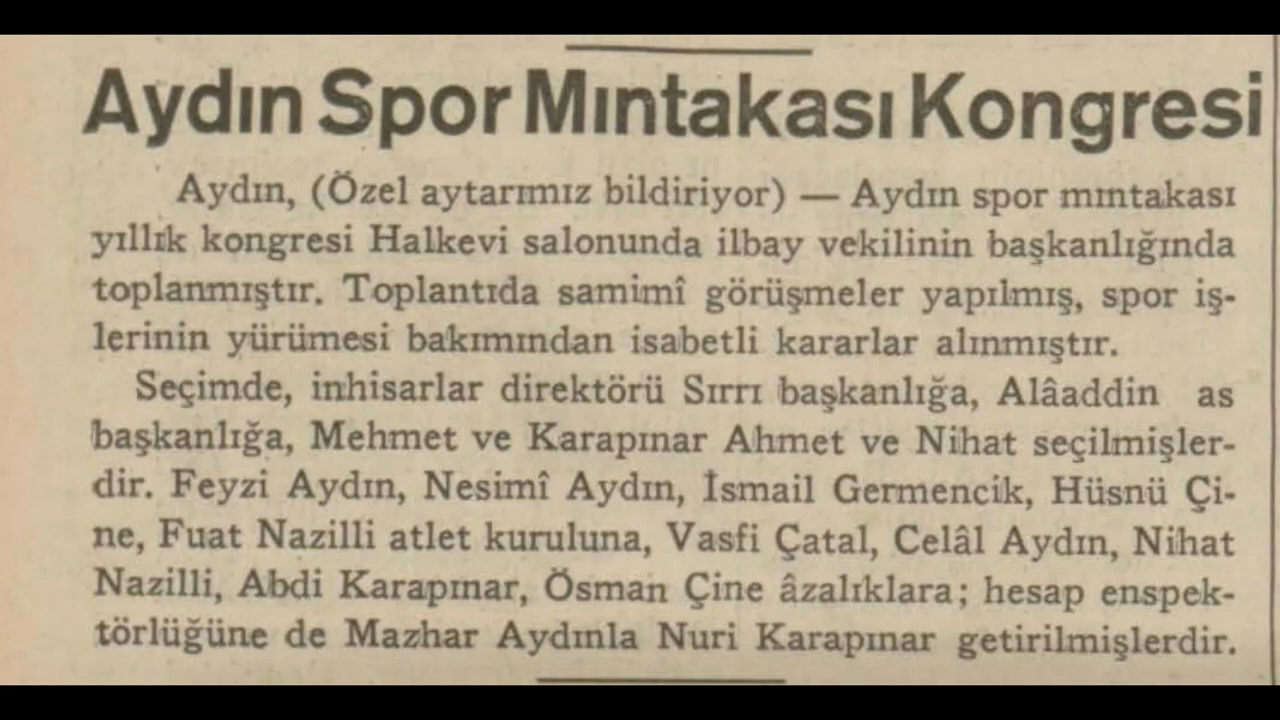 Aydın Spor Mıntakası Kongresi
Aydın, (Özel aytarımız bildiriyor) — Aydın spor mıntakası
yıllık kongresi Halkevi salonunda ilbay vekilinin başkanlığında
toplanmıştır. Toplantıda samimî görüşmeler yapılmış, spor iş-
lerinin yürümesi bakımından isabetli kararlar alınmıştır.
Seçimde, inhisarlar direktörü Sırrı başkanlığa, Alâaddin as
başkanlığa, Mehmet ve Karapınar Ahmet ve Nihat seçilmişler-
dir. Feyzi Aydın, Nesimî Aydın, İsmail Germencik, Hüsnü Çi-
ne, Fuat Nazilli atlet kuruluna, Vasfi Çatal, Celâl Aydın, Nihat
Nazilli, Abdi Karapınar, Ösman Çine âzalıklara; hesap enspek-
törlüğüne de Mazhar Aydınla Nuri Karapınar getirilmişlerdir.